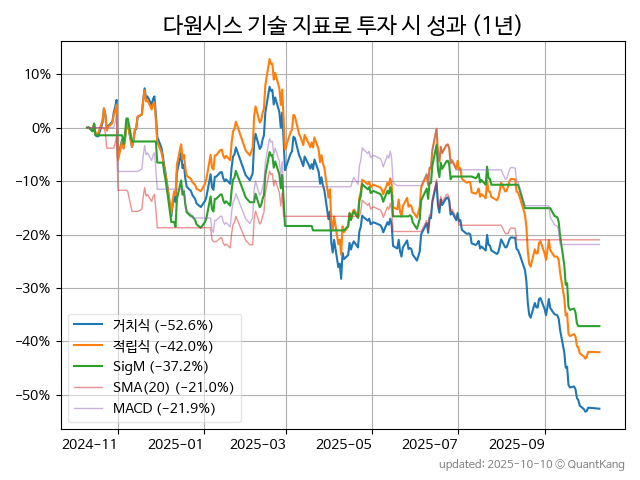 다원시스 기술 지표로 투자 시 성과 (1년)
10%
0%
−10%
−20%
−30%
−40%
−50%
거치식 (−52.6%)
적립식 (−42.0%)
SigM (−37.2%)
SMA(20) (−21.0%)
MACD (−21.9%)
2024-11 2025-01 2025-03 2025-05 2025-07 2025-09
updated: 2025-10-10 © QuantKang